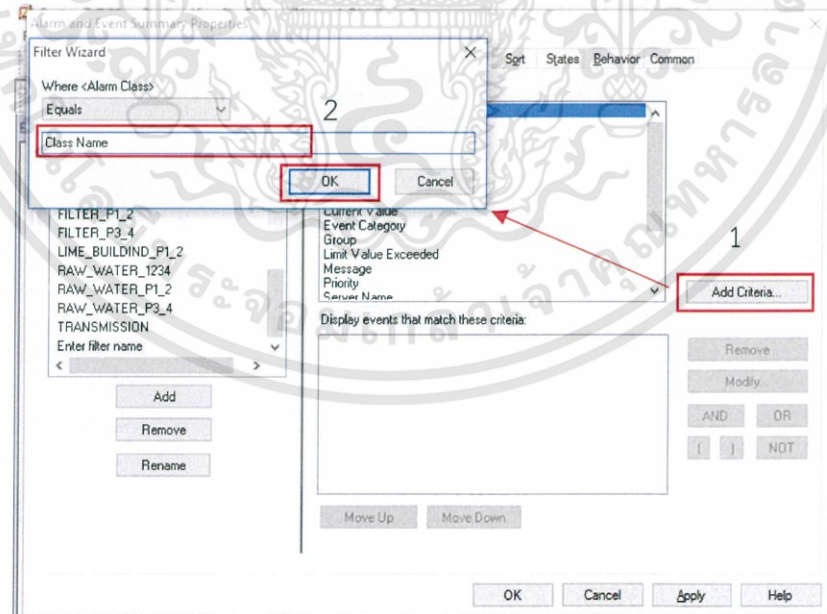 Alarm and Event Summary Properties
Filter Wizard
Where <Alarm Class>
Equals
2
Class Name
OK Cancel
Sort States Behavior Common
FILTER_P1_2
FILTER_P3_4
LIME_BUILDIND_P1_2
RAW_WATER_1234
RAW_WATER_P1_2
RAW_WATER_P3_4
TRANSMISSION
Enter filter name
Add
Remove
Rename
Current Value
Event Category
Group
Limit Value Exceeded
Message
Priority
Server Name
1
Add Criteria...
Display events that match these criteria:
Remove
Modify...
AND OR
( ) NOT
Move Up Move Down
OK Cancel Apply Help